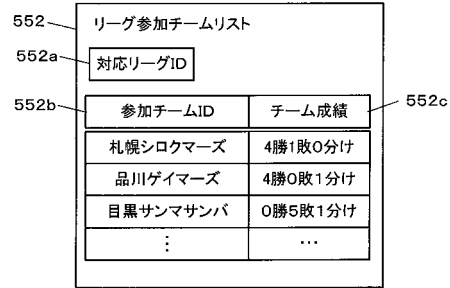 552
リーグ参加チームリスト
552a
対応リーグID
552b
参加チームID
チーム成績
552c
札幌シロクマーズ
4勝1敗0分け
品川ゲイマーズ
4勝0敗1分け
目黒サンマサンバ
0勝5敗1分け
⋮
…